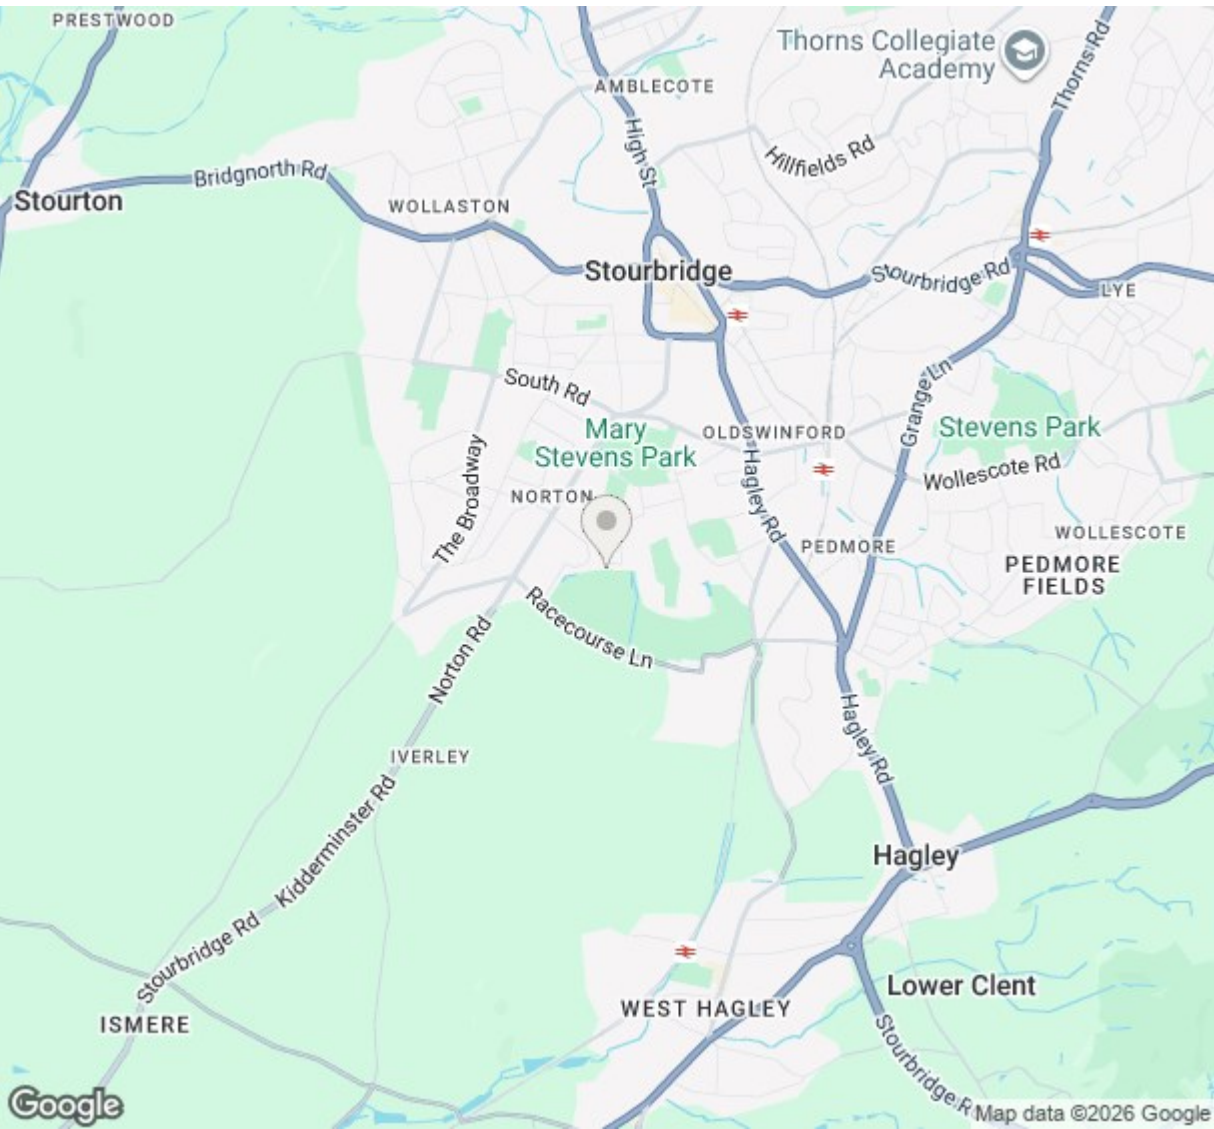 PRESTWOOD
Thorns Collegiate
Academy
Thorns Rd
AMBLECOTE
High St
Hillfields Rd
Bridgnorth Rd
Stourton
WOLLASTON
Stourbridge
Stourbridge Rd
LYE
South Rd
Grange Ln
Mary
Stevens Park
OLDSWINFORD
Stevens Park
The Broadway
Hagley Rd
Wollescote Rd
NORTON
WOLLESCOTE
PEDMORE
PEDMORE
FIELDS
Racecourse Ln
Norton Rd
Hagley Rd
IVERLEY
Kidderminster Rd
Hagley
Stourbridge Rd
Lower Clent
WEST HAGLEY
ISMERE
Stourbridge R
Google
Map data ©2026 Google